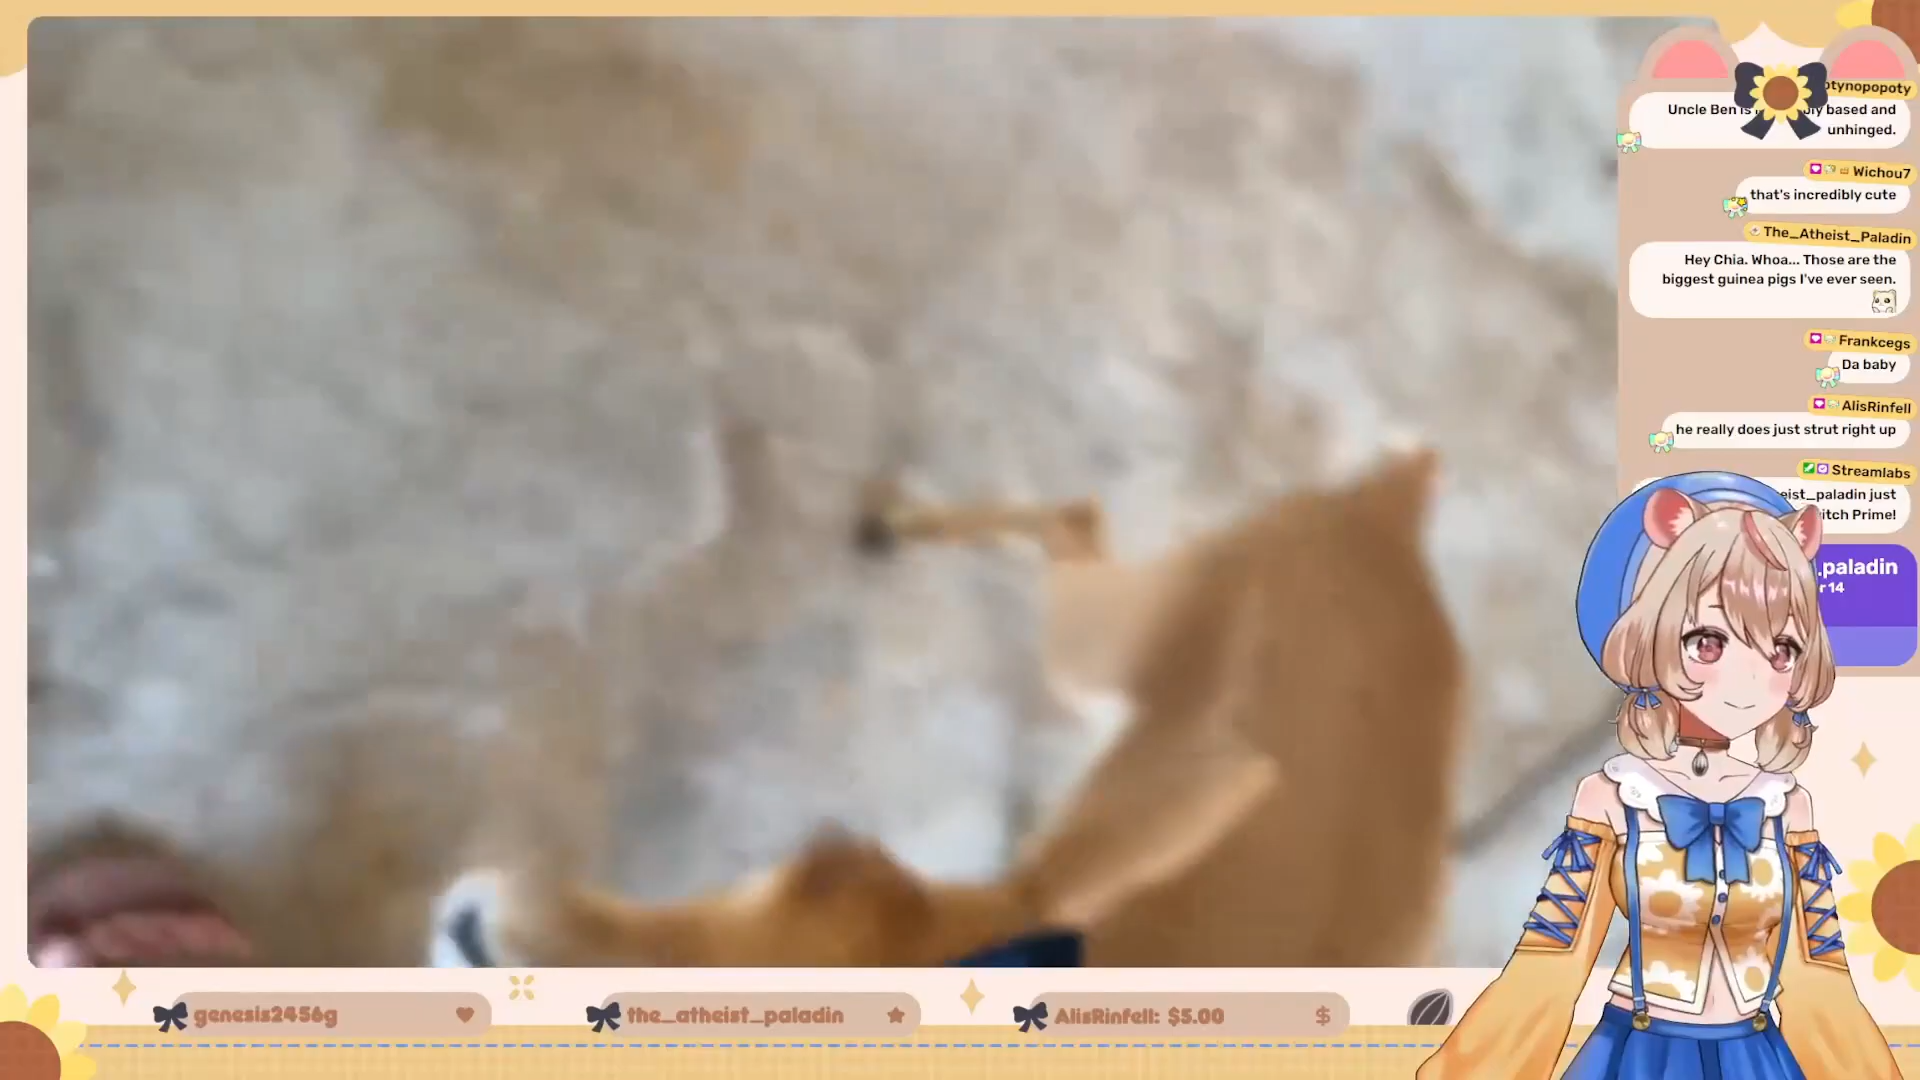 otynopopoty
Uncle Ben is bly based and
unhinged.
Wichou7
that's incredibly cute
The_Atheist_Paladin
Hey Chia. Whoa... Those are the
biggest guinea pigs I've ever seen.
Frankcegs
Da baby
AlisRinfell
he really does just strut right up
Streamlabs
eist_paladin just
itch Prime!
.paladin
r 14
genesis2456g
the_atheist_paladin
AlisRinfell: $5.00
$